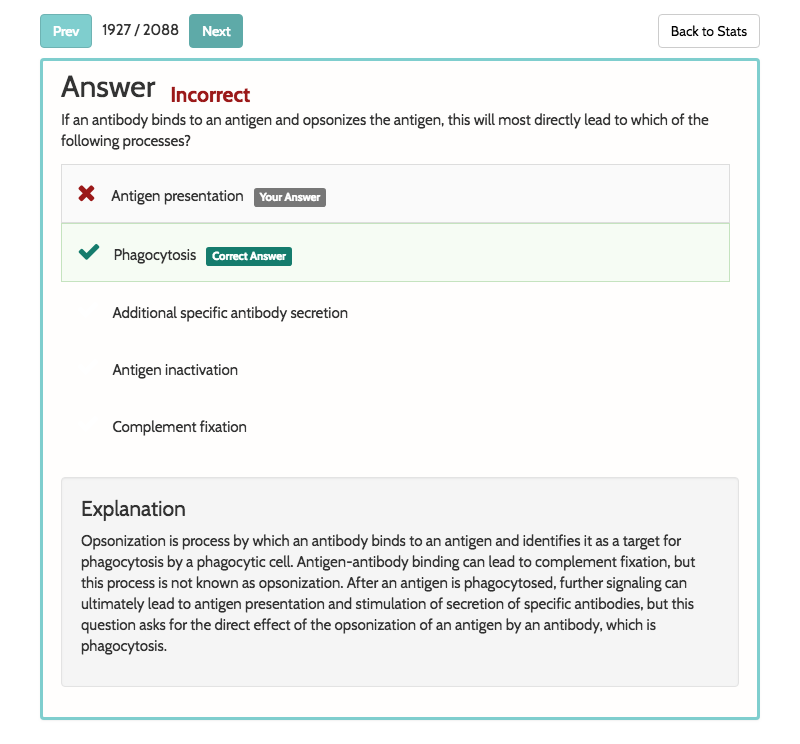 Prev 1927 / 2088 Next Back to Stats
Answer Incorrect
If an antibody binds to an antigen and opsonizes the antigen, this will most directly lead to which of the
following processes?
Antigen presentation Your Answer
Phagocytosis Correct Answer
Additional specific antibody secretion
Antigen inactivation
Complement fixation
Explanation
Opsonization is process by which an antibody binds to an antigen and identifies it as a target for
phagocytosis by a phagocytic cell. Antigen-antibody binding can lead to complement fixation, but
this process is not known as opsonization. After an antigen is phagocytosed, further signaling can
ultimately lead to antigen presentation and stimulation of secretion of specific antibodies, but this
question asks for the direct effect of the opsonization of an antigen by an antibody, which is
phagocytosis.